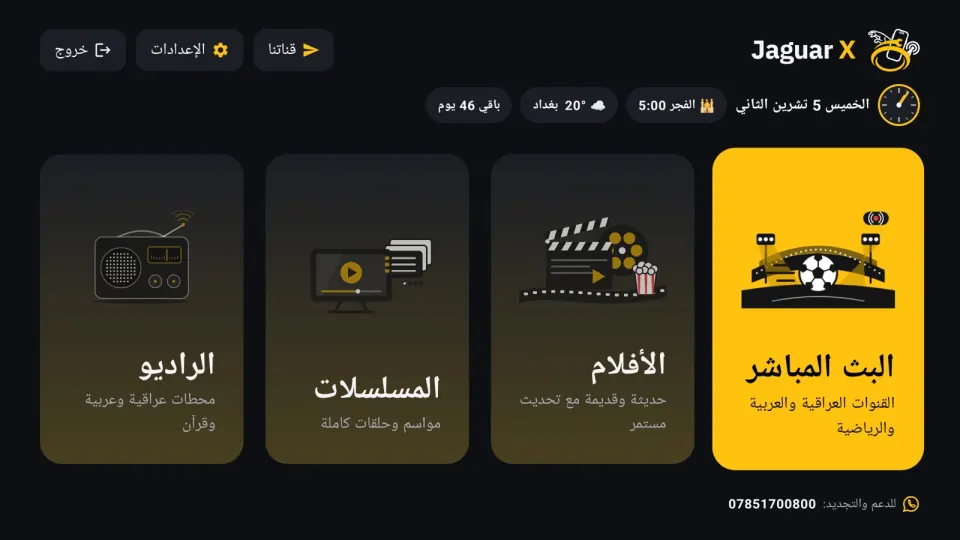 Jaguar X
قناتنا
الإعدادات
خروج
الخميس 5 تشرين الثاني
الفجر 5:00
20° بغداد
باقي 46 يوم
البث المباشر
القنوات العراقية والعربية
والرياضية
الأفلام
حديثة وقديمة مع تحديث
مستمر
المسلسلات
مواسم وحلقات كاملة
الراديو
محطات عراقية وعربية
وقرآن
للدعم والتجديد: 07851700800